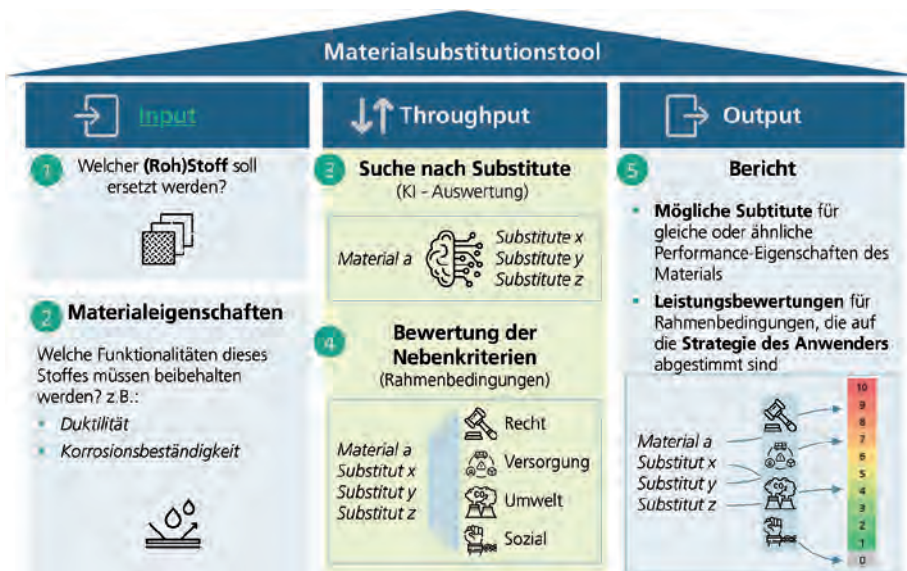 Materialsubstitutionstool
Input
1
Welcher (Roh)Stoff soll
ersetzt werden?
2
Materialeigenschaften
Welche Funktionalitäten dieses
Stoffes müssen beibehalten
werden? z.B.:
• Duktilität
• Korrosionsbeständigkeit
Throughput
3
Suche nach Substitute
(KI – Auswertung)
Material a
Substitute x
Substitute y
Substitute z
4
Bewertung der
Nebenkriterien
(Rahmenbedingungen)
Material a
Substitut x
Substitut y
Substitut z
Recht
Versorgung
CO2
Umwelt
Sozial
Output
5
Bericht
• Mögliche Subtitute für
gleiche oder ähnliche
Performance-Eigenschaften des
Materials
• Leistungsbewertungen für
Rahmenbedingungen, die auf
die Strategie des Anwenders
abgestimmt sind
Material a
Substitut x
Substitut y
Substitut z
CO2
10
9
8
7
6
5
4
3
2
1
0